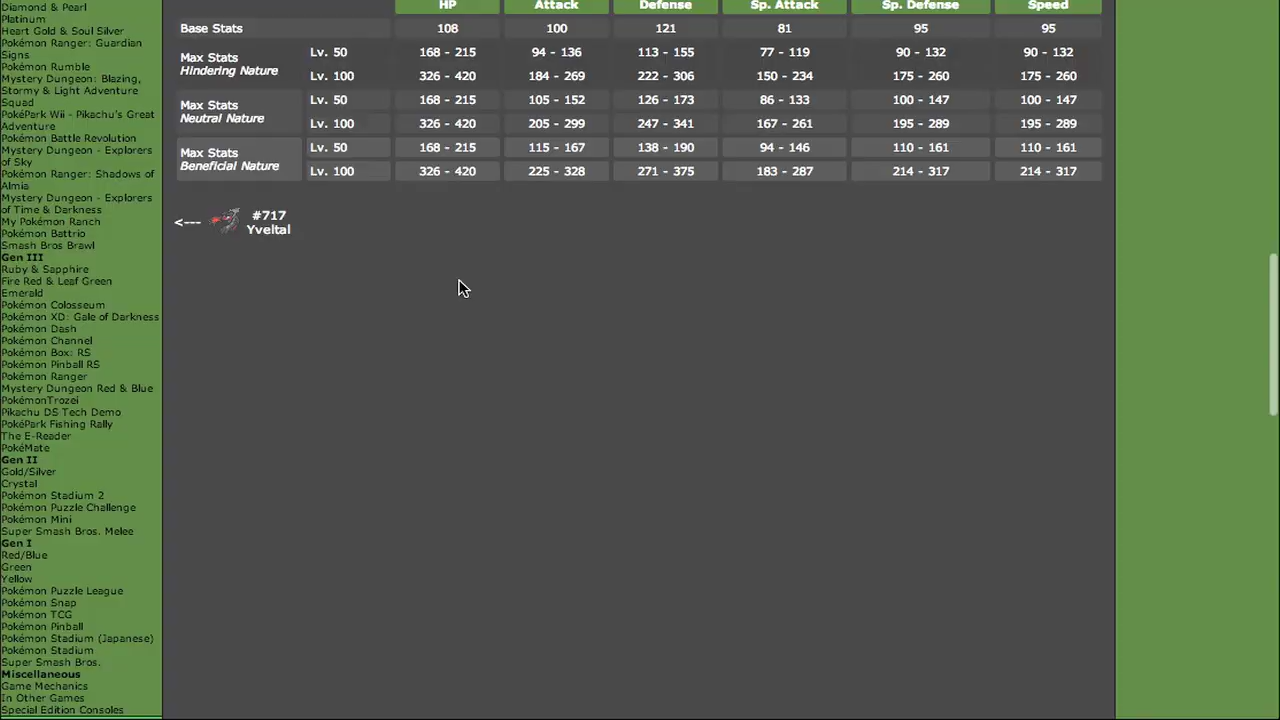 Diamond & Pearl
Platinum
Heart Gold & Soul Silver
Pokémon Ranger: Guardian
Signs
Pokémon Rumble
Mystery Dungeon: Blazing,
Stormy & Light Adventure
Squad
PokéPark Wii - Pikachu's Great
Adventure
Pokémon Battle Revolution
Mystery Dungeon - Explorers
of Sky
Pokémon Ranger: Shadows of
Almia
Mystery Dungeon - Explorers
of Time & Darkness
My Pokémon Ranch
Pokémon Battrio
Smash Bros Brawl
Gen III
Ruby & Sapphire
Fire Red & Leaf Green
Emerald
Pokémon Colosseum
Pokémon XD: Gale of Darkness
Pokémon Dash
Pokémon Channel
Pokémon Box: RS
Pokémon Pinball RS
Pokémon Ranger
Mystery Dungeon Red & Blue
PokémonTrozei
Pikachu DS Tech Demo
PokéPark Fishing Rally
The E-Reader
PokéMate
Gen II
Gold/Silver
Crystal
Pokémon Stadium 2
Pokémon Puzzle Challenge
Pokémon Mini
Super Smash Bros. Melee
Gen I
Red/Blue
Green
Yellow
Pokémon Puzzle League
Pokémon Snap
Pokémon TCG
Pokémon Pinball
Pokémon Stadium (Japanese)
Pokémon Stadium
Super Smash Bros.
Miscellaneous
Game Mechanics
In Other Games
Special Edition Consoles
HP Attack Defense Sp. Attack Sp. Defense Speed
Base Stats 108 100 121 81 95 95
Max Stats
Hindering Nature
Lv. 50 168 - 215 94 - 136 113 - 155 77 - 119 90 - 132 90 - 132
Lv. 100 326 - 420 184 - 269 222 - 306 150 - 234 175 - 260 175 - 260
Max Stats
Neutral Nature
Lv. 50 168 - 215 105 - 152 126 - 173 86 - 133 100 - 147 100 - 147
Lv. 100 326 - 420 205 - 299 247 - 341 167 - 261 195 - 289 195 - 289
Max Stats
Beneficial Nature
Lv. 50 168 - 215 115 - 167 138 - 190 94 - 146 110 - 161 110 - 161
Lv. 100 326 - 420 225 - 328 271 - 375 183 - 287 214 - 317 214 - 317
<--- #717
Yveltal